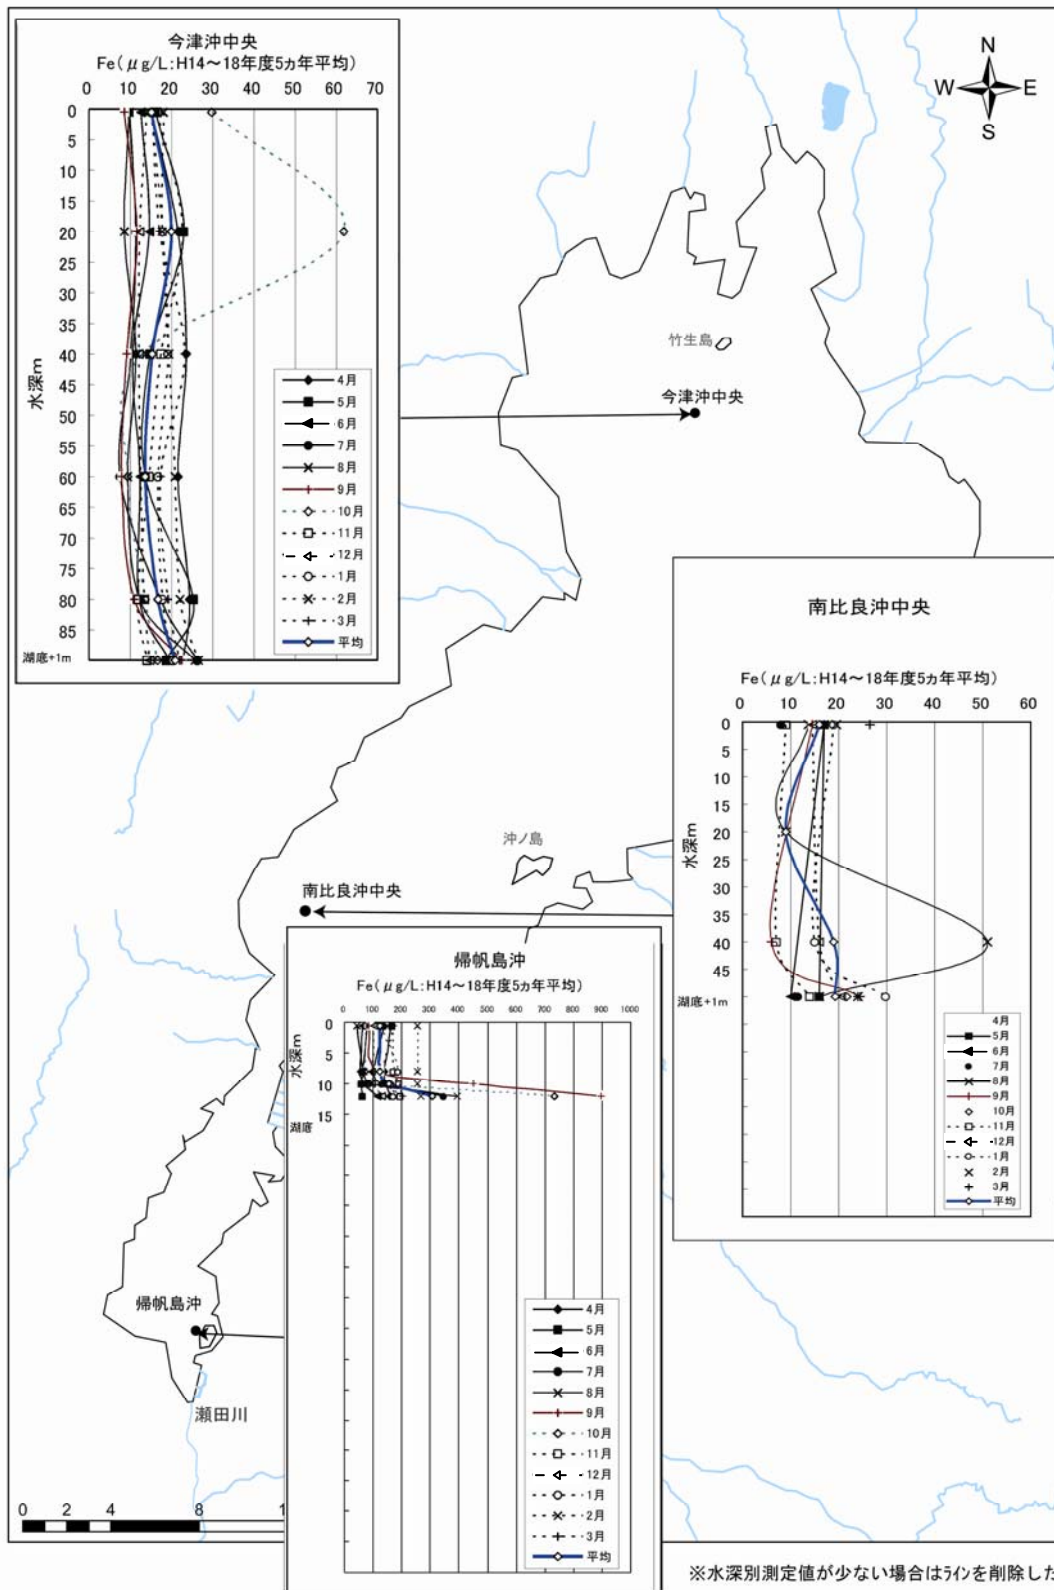 今津沖中央
Fe(μg/L:H14～18年度5ヵ年平均)
0 10 20 30 40 50 60 70
0
5
10
15
20
25
30
35
40
45
50
55
60
65
70
75
80
85
湖底+1m
水深m
4月
5月
6月
7月
8月
9月
10月
11月
12月
1月
2月
3月
平均
N
W E
S
竹生島
今津沖中央
南比良沖中央
Fe(μg/L:H14～18年度5ヵ年平均)
0 10 20 30 40 50 60
0
5
10
15
20
25
30
35
40
45
湖底+1m
水深m
4月
5月
6月
7月
8月
9月
10月
11月
12月
1月
2月
3月
平均
沖ノ島
南比良沖中央
帰帆島沖
Fe(μg/L:H14～18年度5ヵ年平均)
0 100 200 300 400 500 600 700 800 900 1000
0
5
10
15
湖底
水深m
4月
5月
6月
7月
8月
9月
10月
11月
12月
1月
2月
3月
平均
帰帆島沖
瀬田川
0 2 4 8 1
※水深別測定値が少ない場合はﾗｲﾝを削除した